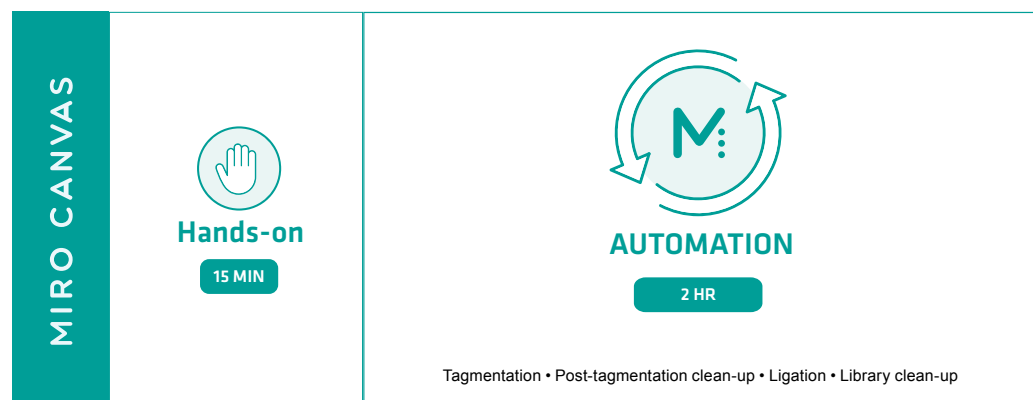 MIRO CANVAS
Hands-on
15 MIN
M
AUTOMATION
2 HR
Tagmentation • Post-tagmentation clean-up • Ligation • Library clean-up